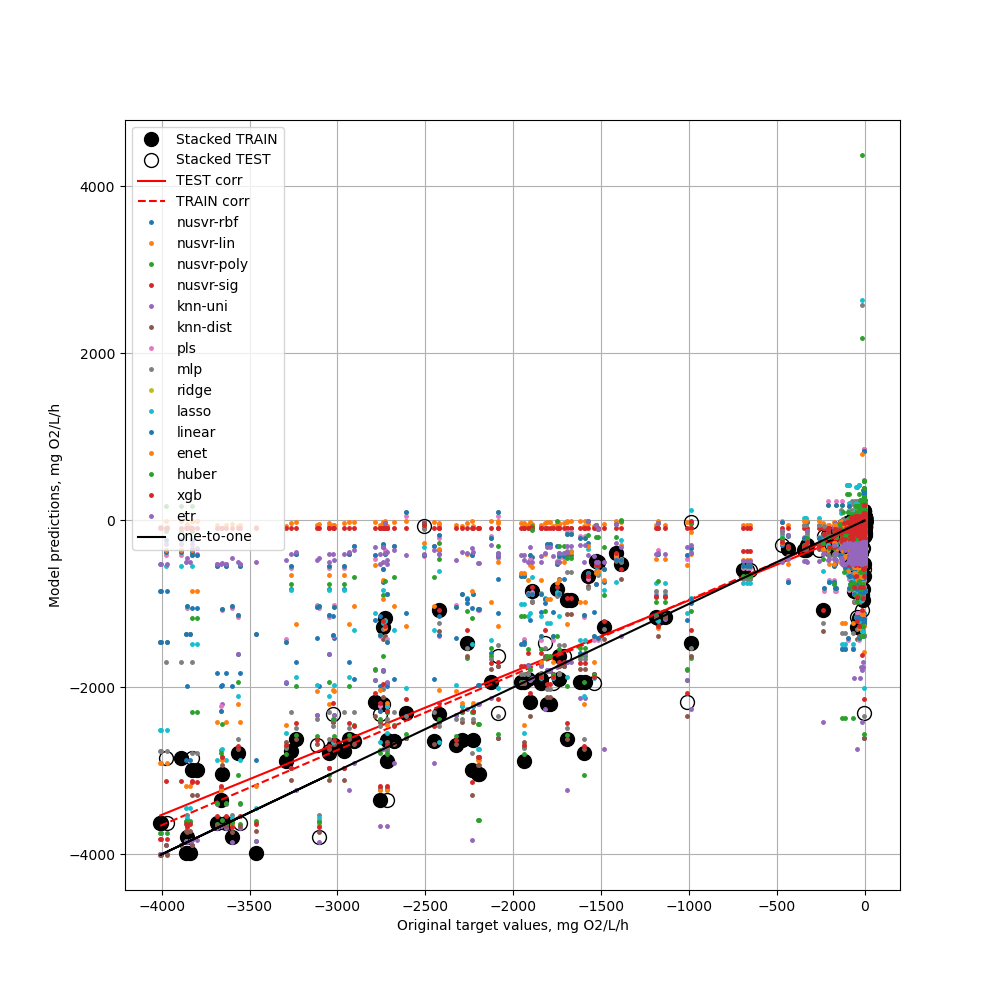 4000
2000
0
−2000
−4000
Model predictions, mg O2/L/h
Stacked TRAIN
Stacked TEST
TEST corr
TRAIN corr
nusvr-rbf
nusvr-lin
nusvr-poly
nusvr-sig
knn-uni
knn-dist
pls
mlp
ridge
lasso
linear
enet
huber
xgb
etr
one-to-one
−4000 −3500 −3000 −2500 −2000 −1500 −1000 −500 0
Original target values, mg O2/L/h